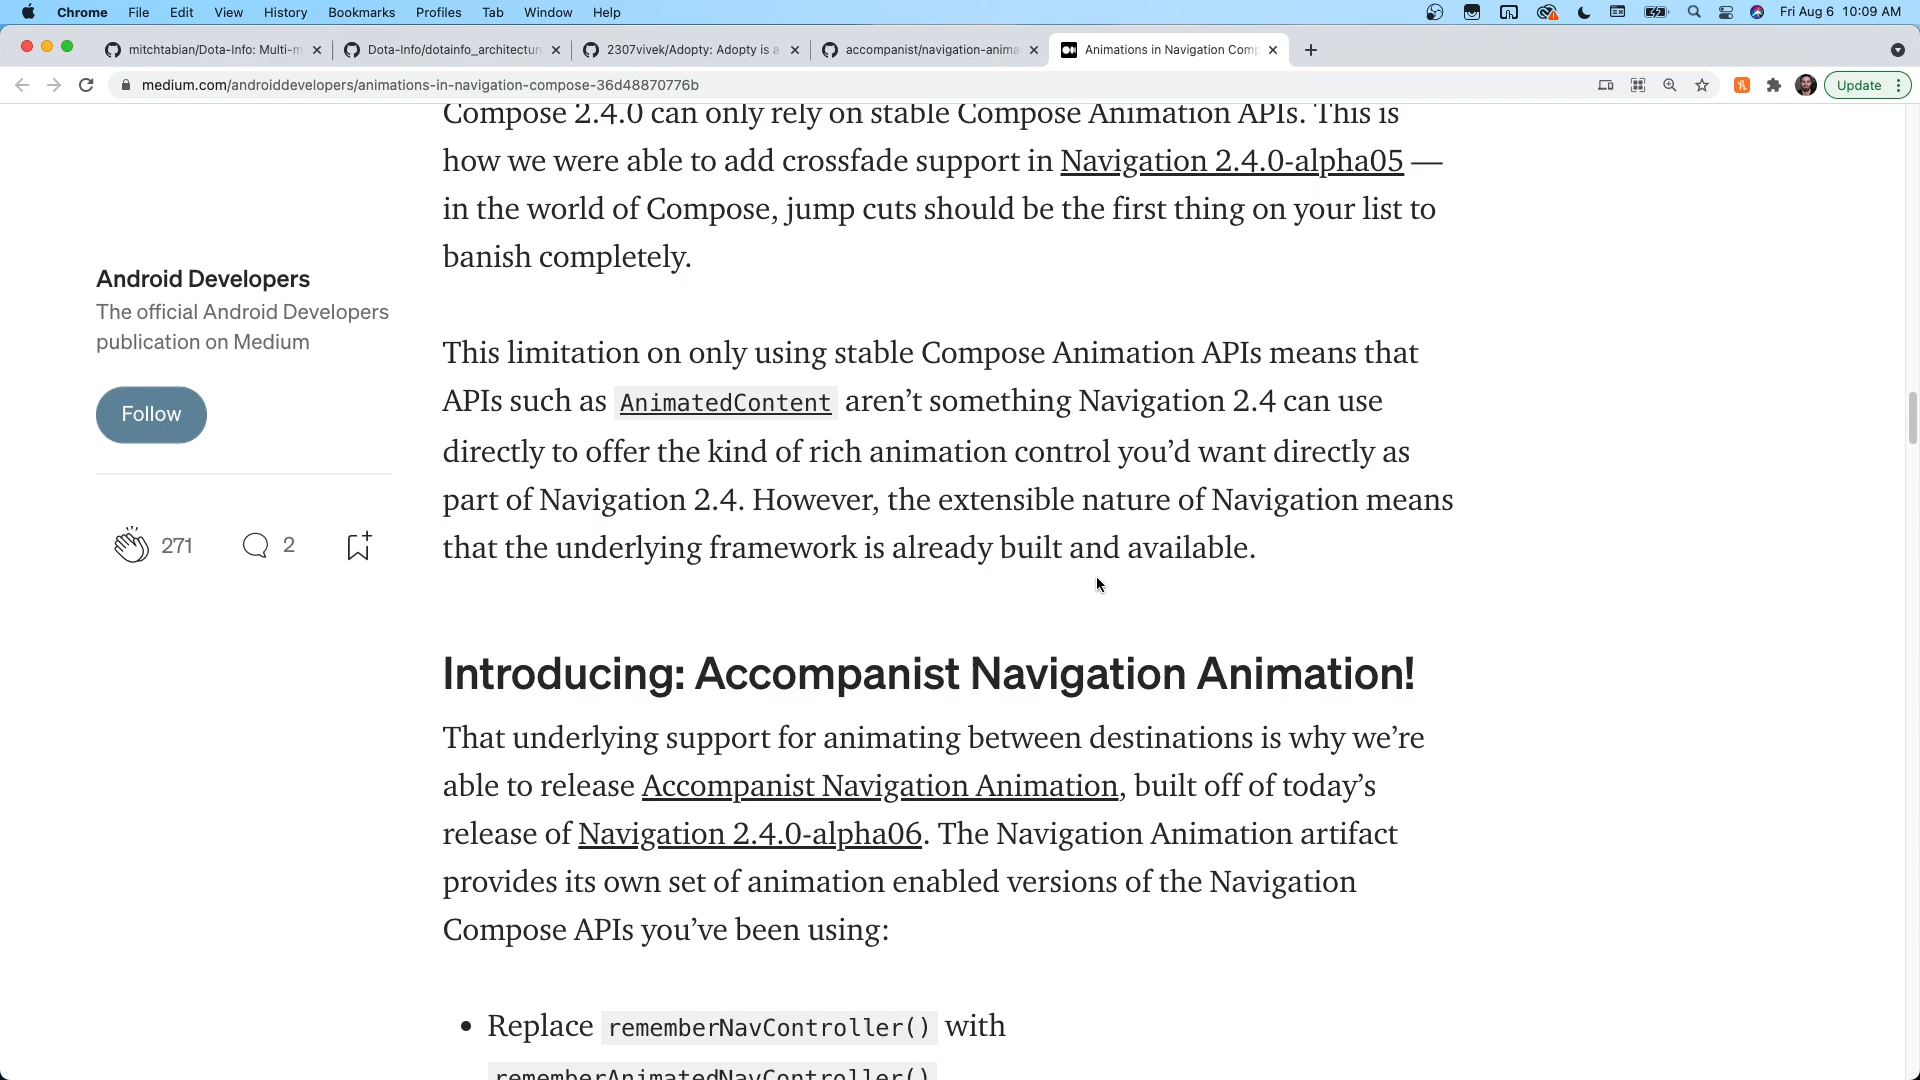 Chrome File Edit View History Bookmarks Profiles Tab Window Help Fri Aug 6 10:09 AM
mitchtabian/Dota-Info: Multi-m Dota-Info/dotainfo_architectur 2307vivek/Adopty: Adopty is a accompanist/navigation-anima Animations in Navigation Comp
medium.com/androiddevelopers/animations-in-navigation-compose-36d48870776b Update
Compose 2.4.0 can only rely on stable Compose Animation APIs. This is
how we were able to add crossfade support in Navigation 2.4.0-alpha05 —
in the world of Compose, jump cuts should be the first thing on your list to
banish completely.
Android Developers
The official Android Developers
publication on Medium
Follow
271 2
This limitation on only using stable Compose Animation APIs means that
APIs such as AnimatedContent aren’t something Navigation 2.4 can use
directly to offer the kind of rich animation control you’d want directly as
part of Navigation 2.4. However, the extensible nature of Navigation means
that the underlying framework is already built and available.
Introducing: Accompanist Navigation Animation!
That underlying support for animating between destinations is why we’re
able to release Accompanist Navigation Animation, built off of today’s
release of Navigation 2.4.0-alpha06. The Navigation Animation artifact
provides its own set of animation enabled versions of the Navigation
Compose APIs you’ve been using:
• Replace rememberNavController() with
rememberAnimatedNavController()